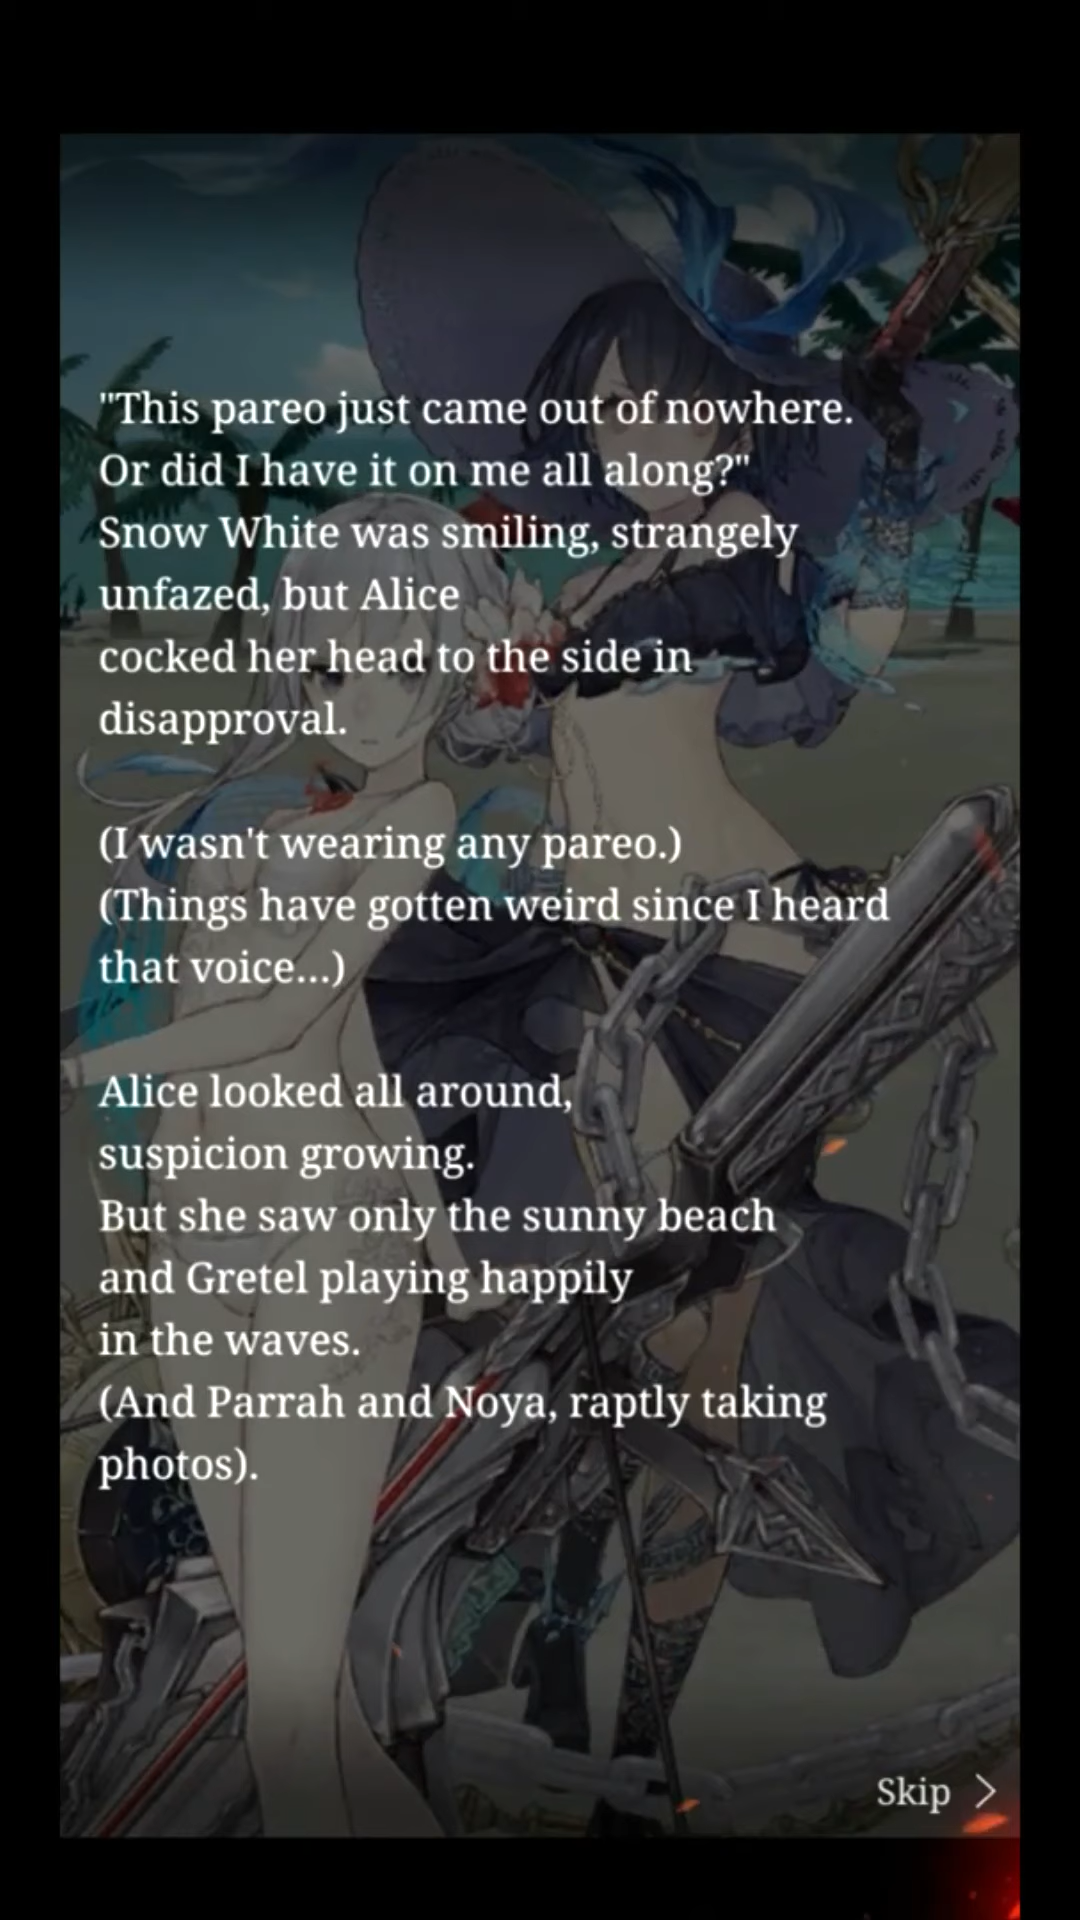 "This pareo just came out of nowhere.
Or did I have it on me all along?"
Snow White was smiling, strangely
unfazed, but Alice
cocked her head to the side in
disapproval.
(I wasn't wearing any pareo.)
(Things have gotten weird since I heard
that voice...)
Alice looked all around,
suspicion growing.
But she saw only the sunny beach
and Gretel playing happily
in the waves.
(And Parrah and Noya, raptly taking
photos).
Skip